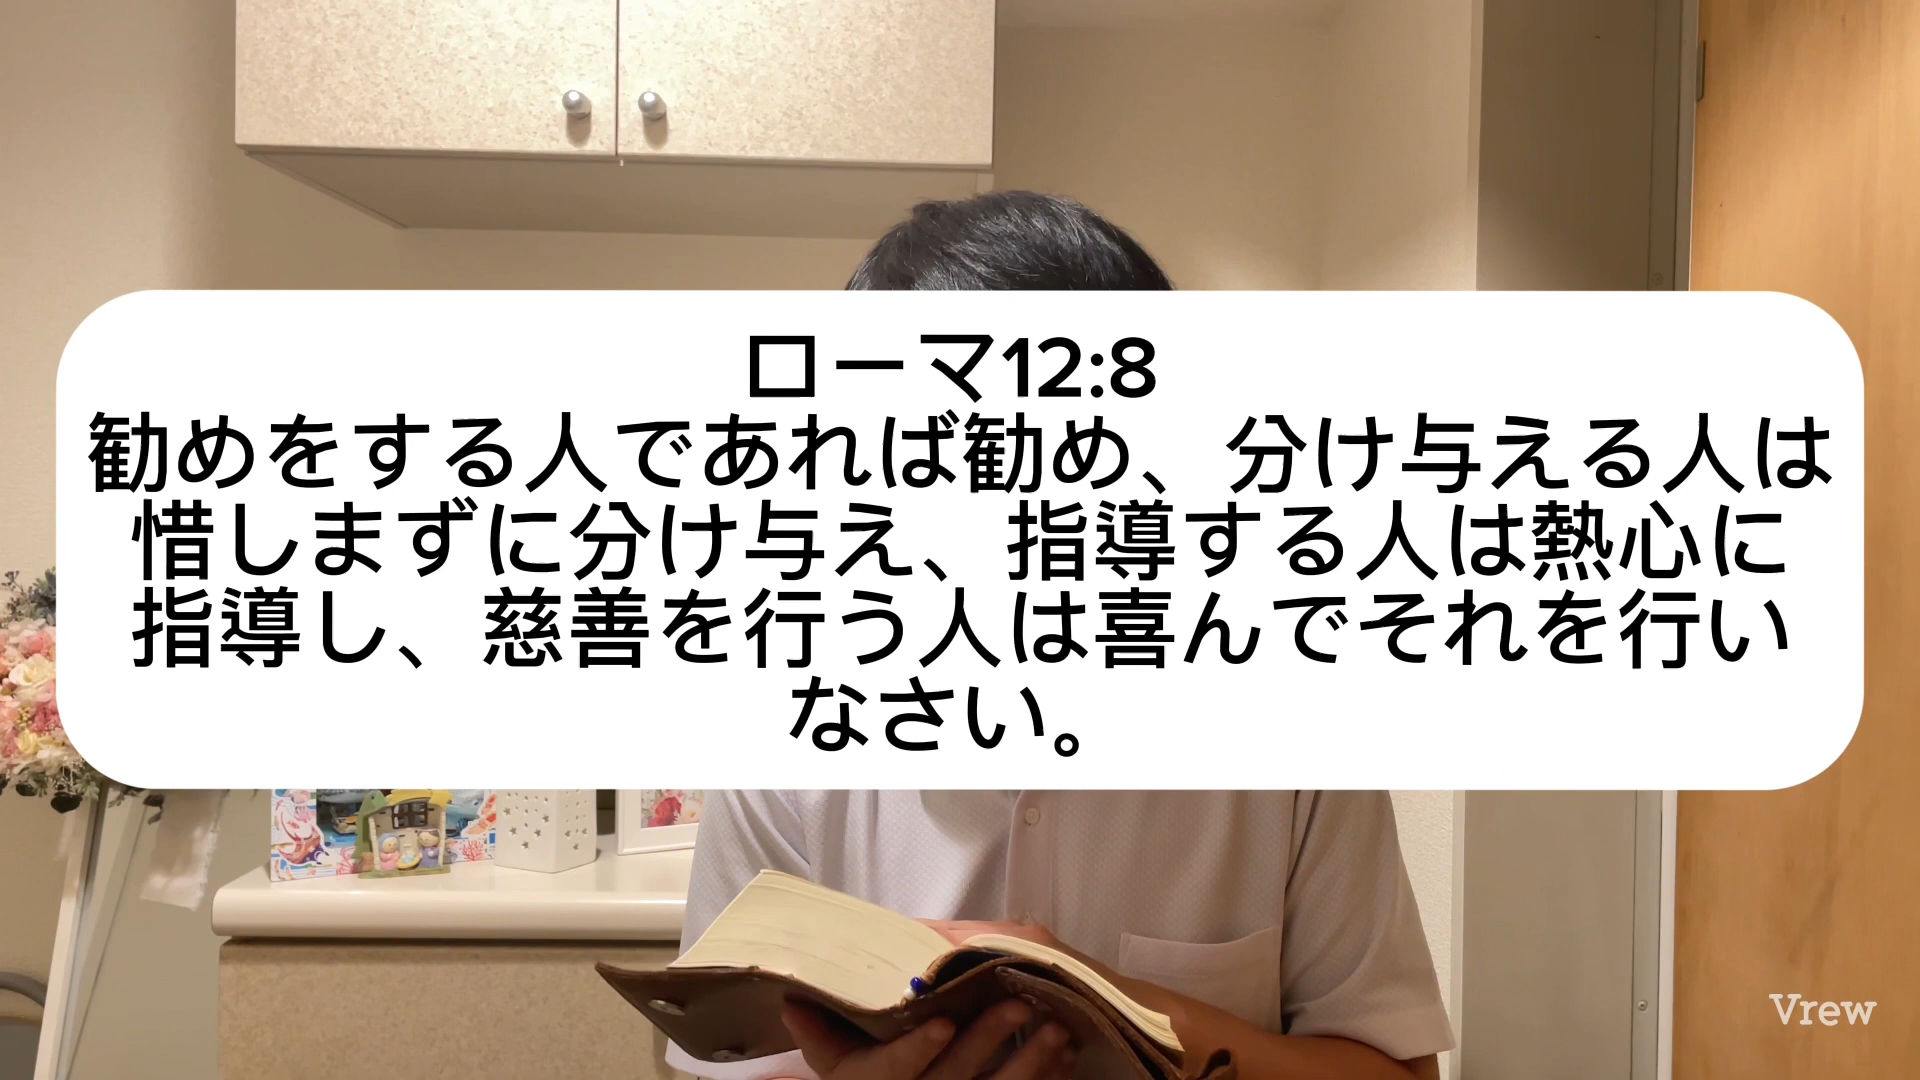 ローマ12:8
勧めをする人であれば勧め、分け与える人は
惜しまずに分け与え、指導する人は熱心に
指導し、慈善を行う人は喜んでそれを行い
なさい。
Vrew